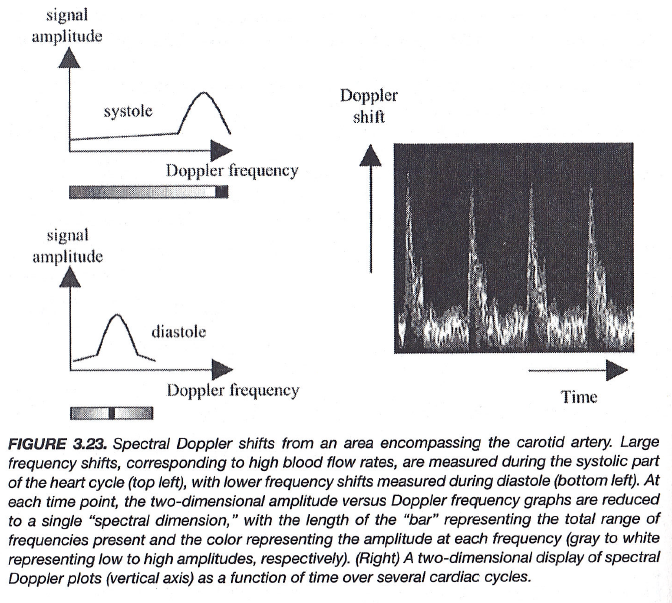 signal
amplitude
systole
Doppler frequency
signal
amplitude
diastole
Doppler frequency
Doppler
shift
Time
FIGURE 3.23. Spectral Doppler shifts from an area encompassing the carotid artery. Large
frequency shifts, corresponding to high blood flow rates, are measured during the systolic part
of the heart cycle (top left), with lower frequency shifts measured during diastole (bottom left). At
each time point, the two-dimensional amplitude versus Doppler frequency graphs are reduced
to a single “spectral dimension,” with the length of the “bar” representing the total range of
frequencies present and the color representing the amplitude at each frequency (gray to white
representing low to high amplitudes, respectively). (Right) A two-dimensional display of spectral
Doppler plots (vertical axis) as a function of time over several cardiac cycles.